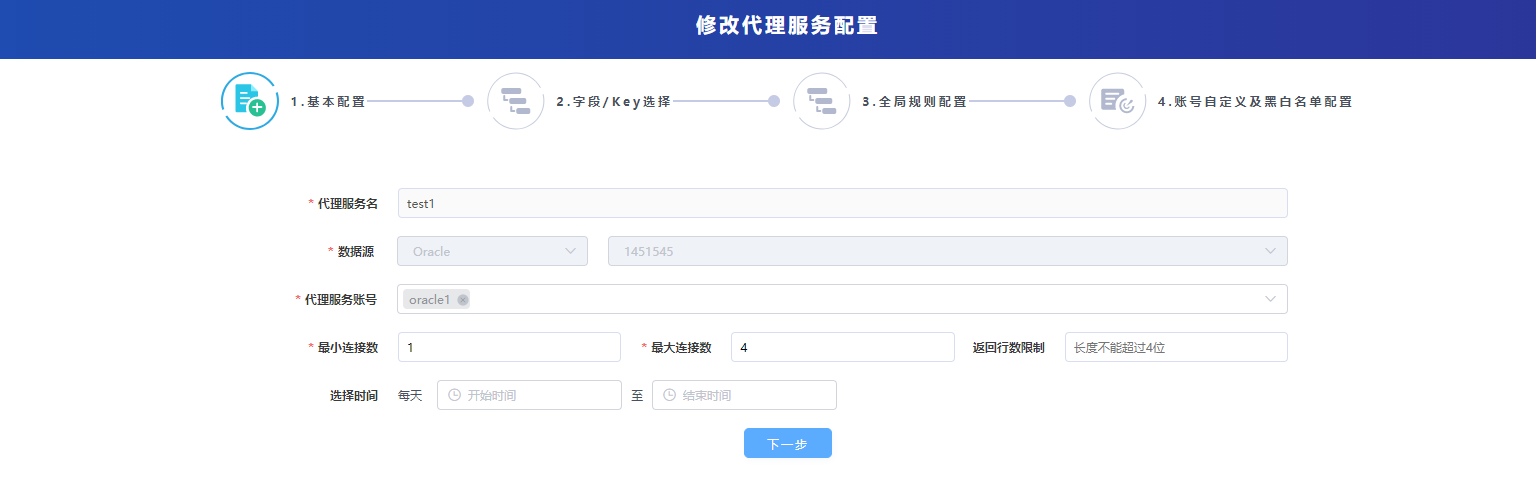 修改代理服务配置
1.基本配置 2.字段/Key选择 3.全局规则配置 4.账号自定义及黑白名单配置
* 代理服务名 test1
* 数据源 Oracle 1451545
* 代理服务账号 oracle1
* 最小连接数 1 * 最大连接数 4 返回行数限制 长度不能超过4位
选择时间 每天 开始时间 至 结束时间
下一步